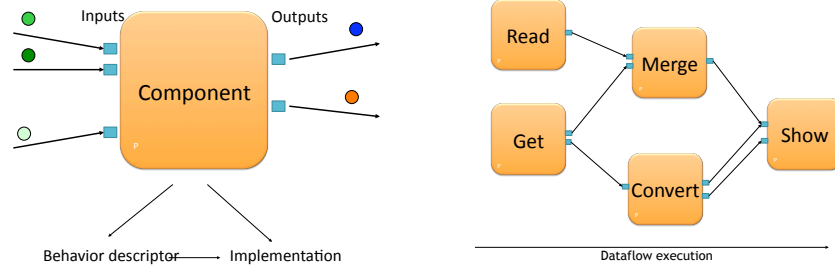 Inputs
Outputs
Component
P
Behavior descriptor
Implementation
Read
P
Merge
P
Get
P
Convert
P
Show
P
Dataflow execution